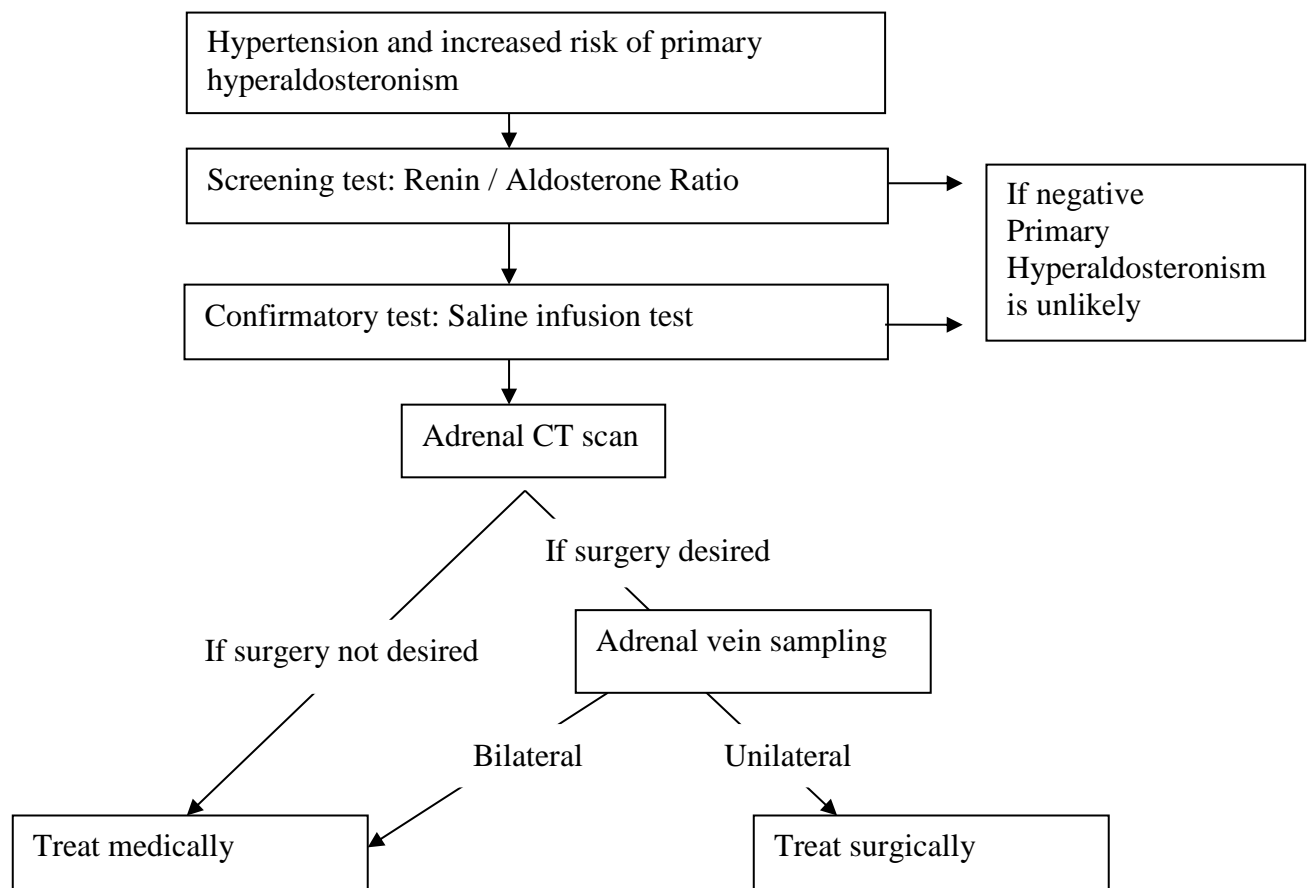 Hypertension and increased risk of primary
hyperaldosteronism
Screening test: Renin / Aldosterone Ratio
If negative
Primary
Hyperaldosteronism
is unlikely
Confirmatory test: Saline infusion test
Adrenal CT scan
If surgery desired
If surgery not desired
Adrenal vein sampling
Bilateral
Unilateral
Treat medically
Treat surgically